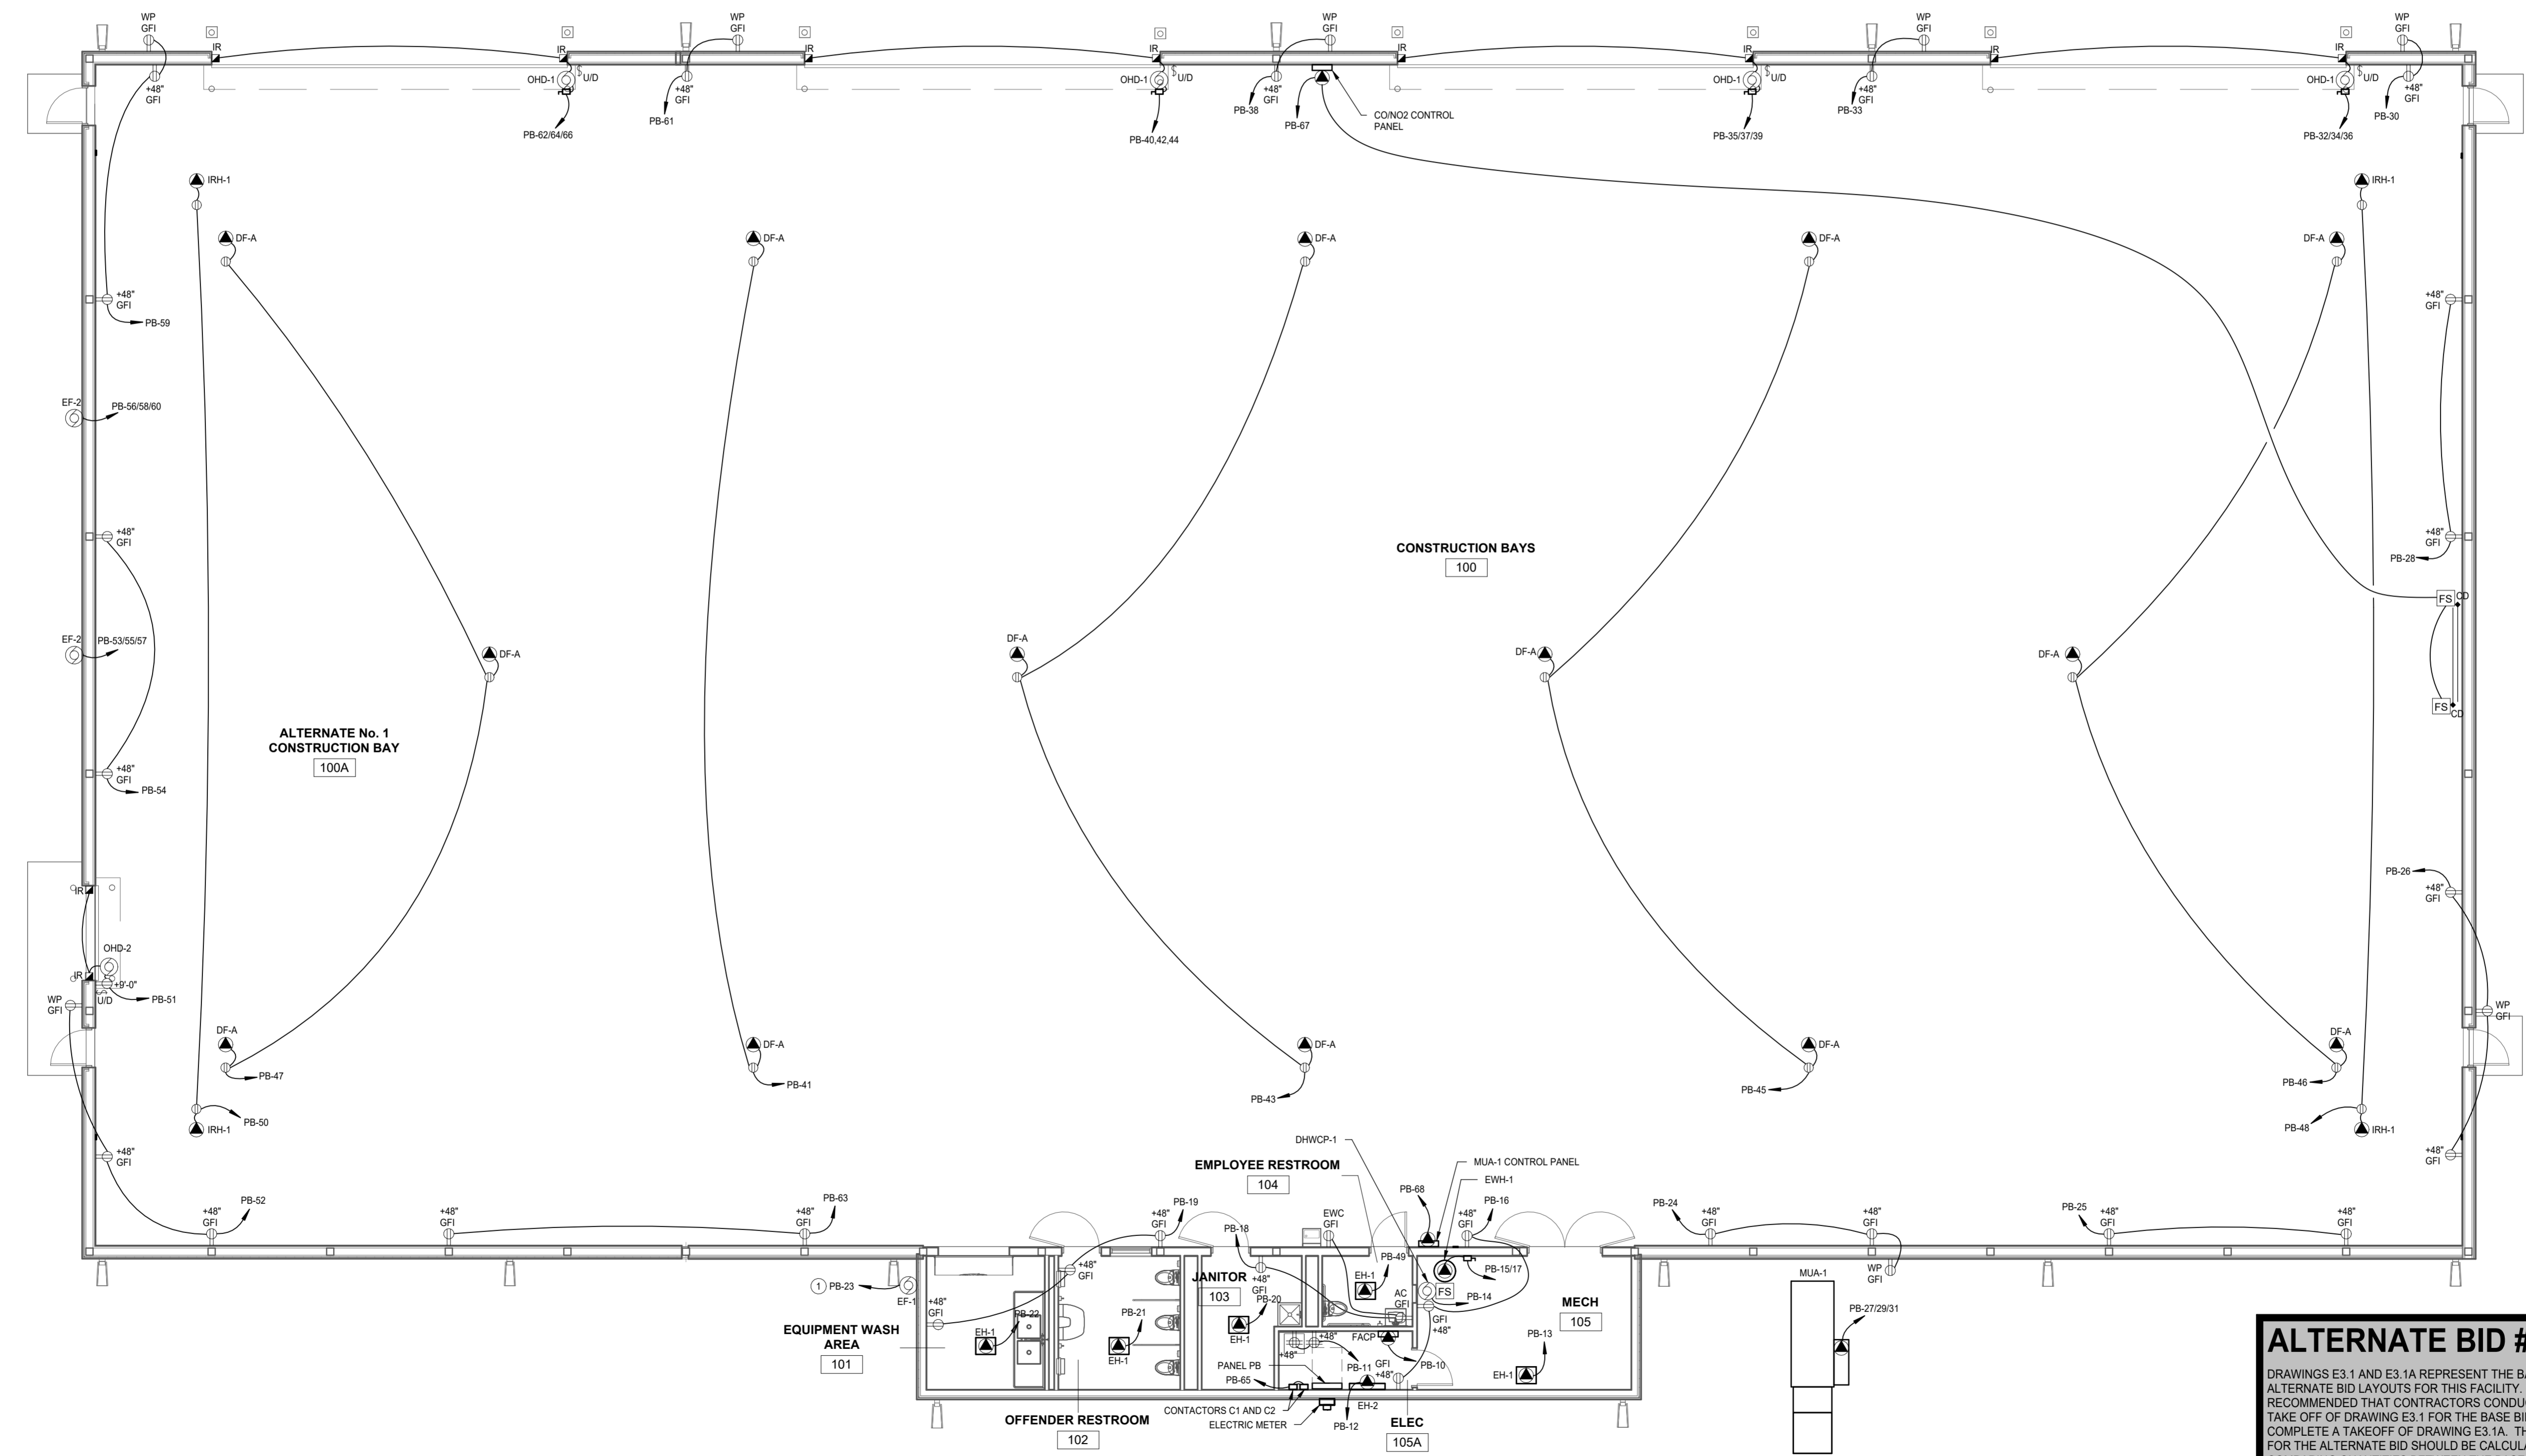 WP
GFI
WP
GFI
WP
GFI
WP
GFI
WP
GFI
IR
IR
IR
IR
IR
IR
IR
IR
+48"
GFI
OHD-1
U/D
+48"
GFI
OHD-1
U/D
+48"
GFI
OHD-1
U/D
+48"
GFI
OHD-1
U/D
+48"
GFI
PB-62/64/66
PB-61
PB-40,42,44
PB-38
PB-67
CO/NO2 CONTROL
PANEL
PB-35/37/39
PB-33
PB-32/34/36
PB-30
IRH-1
IRH-1
DF-A
DF-A
DF-A
DF-A
DF-A
+48"
GFI
PB-59
+48"
GFI
EF-2
PB-56/58/60
+48"
GFI
CONSTRUCTION BAYS
100
+48"
GFI
PB-28
FS
CD
EF-2
PB-53/55/57
DF-A
DF-A
DF-A
DF-A
FS
CD
ALTERNATE No. 1
CONSTRUCTION BAY
100A
+48"
GFI
PB-54
IR
PB-26
+48"
GFI
OHD-2
IR
+9'-0"
U/D
PB-51
WP
GFI
WP
GFI
DF-A
DF-A
DF-A
DF-A
DF-A
PB-47
PB-41
PB-43
PB-45
PB-46
PB-50
IRH-1
PB-48
IRH-1
+48"
GFI
+48"
GFI
DHWCP-1
EMPLOYEE RESTROOM
104
MUA-1 CONTROL PANEL
EWH-1
PB-52
+48"
GFI
+48"
GFI
PB-63
+48"
GFI
PB-19
+48"
GFI
PB-18
EWC
GFI
PB-68
PB-16
+48"
GFI
PB-24
+48"
GFI
+48"
GFI
PB-25
+48"
GFI
+48"
GFI
WP
GFI
1
PB-23
EF-1
+48"
GFI
+48"
GFI
JANITOR
103
+48"
GFI
PB-20
EH-1
PB-49
EH-1
AC
GFI
FS
PB-15/17
PB-14
GFI
+48"
MECH
105
MUA-1
PB-27/29/31
EQUIPMENT WASH
AREA
101
EH-1
PB-22
PB-21
EH-1
+48"
+48"
FACP
PB-10
PB-11
GFI
+48"
PB-13
EH-1
PANEL PB
PB-65
CONTACTORS C1 AND C2
ELECTRIC METER
EH-2
PB-12
OFFENDER RESTROOM
102
ELEC
105A
ALTERNATE BID #
DRAWINGS E3.1 AND E3.1A REPRESENT THE
ALTERNATE BID LAYOUTS FOR THIS FACILITY.
RECOMMENDED THAT CONTRACTORS
TAKE OFF OF DRAWING E3.1 FOR THE BASE
COMPLETE A TAKEOFF OF DRAWING E3.1A.
FOR THE ALTERNATE BID SHOULD BE